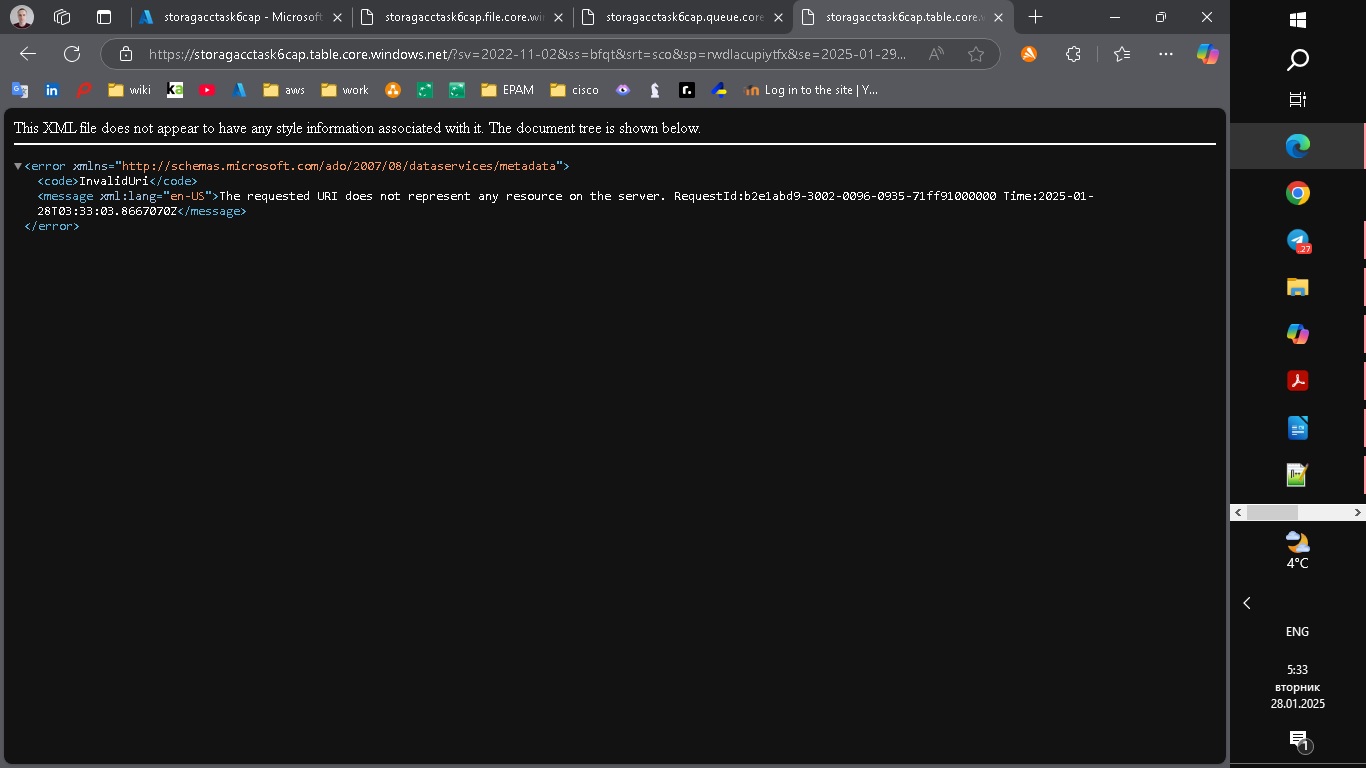 storagacctask6cap - Microsoft
storagacctask6cap.file.core.wi
storagacctask6cap.queue.core
storagacctask6cap.table.core.w
https://storagacctask6cap.table.core.windows.net/?sv=2022-11-02&ss=bfqt&srt=sco&sp=rwdlacupiytfx&se=2025-01-29...
wiki
ka
aws
work
EPAM
cisco
r.
Log in to the site | Y...
This XML file does not appear to have any style information associated with it. The document tree is shown below.
<error xmlns="http://schemas.microsoft.com/ado/2007/08/dataservices/metadata">
<code>InvalidUri</code>
<message xml:lang="en-US">The requested URI does not represent any resource on the server. RequestId:b2e1abd9-3002-0096-0935-71ff91000000 Time:2025-01-
28T03:33:03.8667070Z</message>
</error>
27
4°C
ENG
5:33
вторник
28.01.2025
1